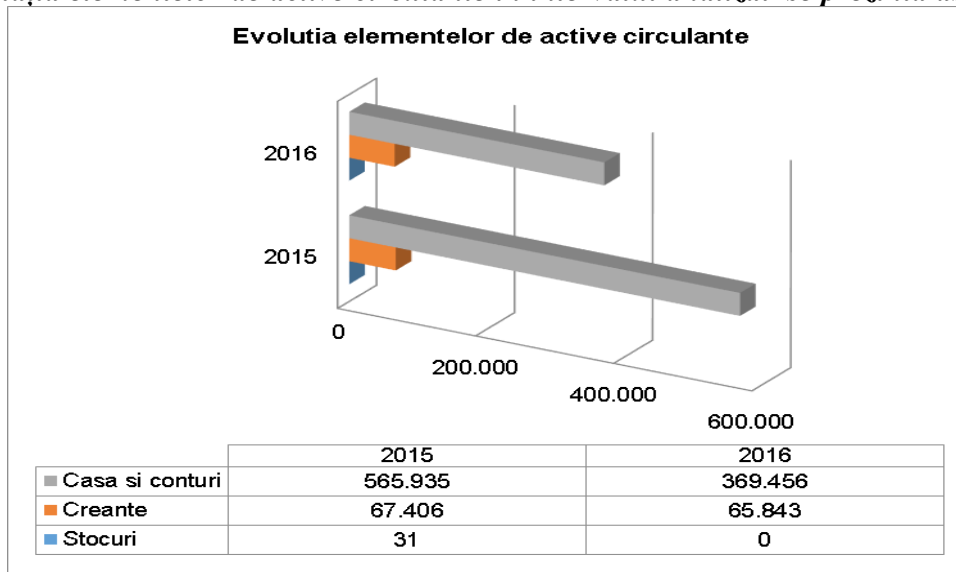 Evolutia elementelor de active circulante
2016
2015
0
200.000
400.000
600.000
2015 2016
Casa si conturi 565.935 369.456
Creante 67.406 65.843
Stocuri 31 0